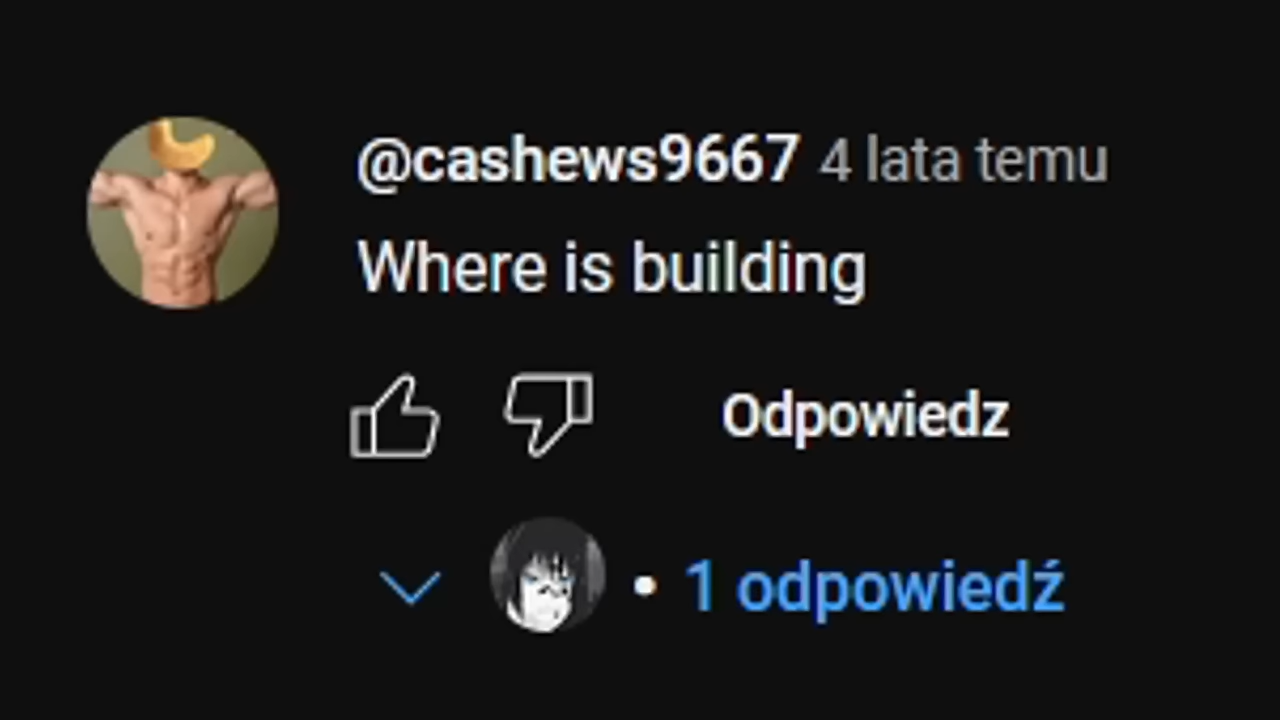 @cashews9667 4 lata temu
Where is building
Odpowiedz
• 1 odpowiedź